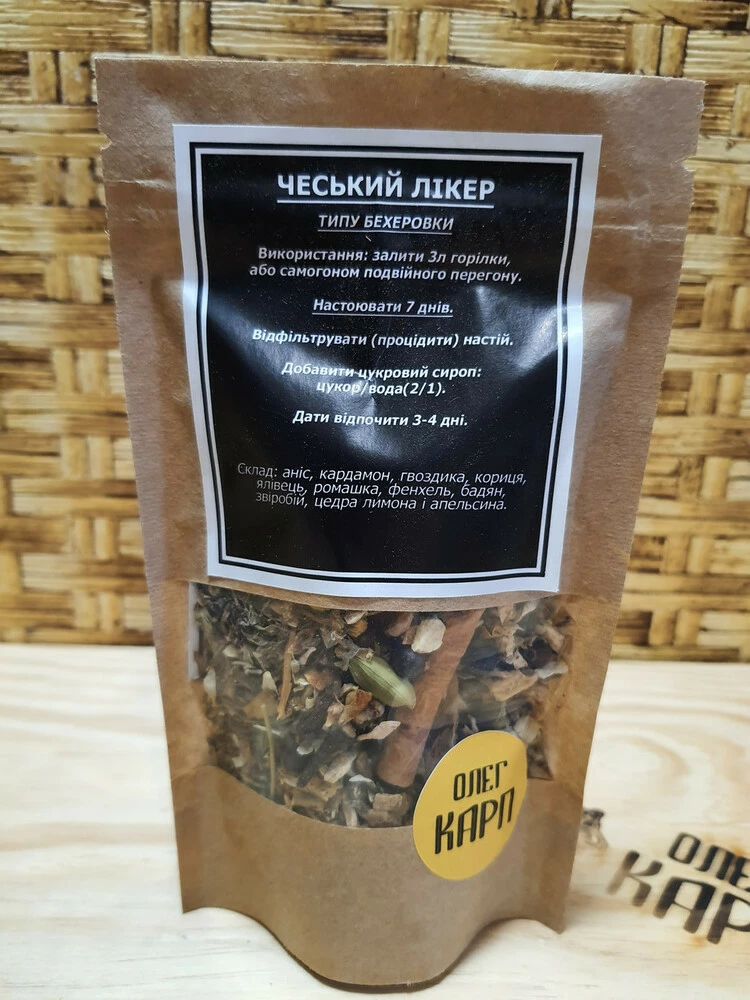 ЧЕСЬКИЙ ЛІКЕР
ТИПУ БЕХЕРОВКИ
Використання: залити 3л горілки,
або самогоном подвійного перегону.
Настоювати 7 днів.
Відфільтрувати (процідити) настій.
Добавити цукровий сироп:
цукор/вода(2/1).
Дати відпочити 3-4 дні.
Склад: аніс, кардамон, гвоздика, кориця,
ялівець, ромашка, фенхель, бадян,
звіробій, цедра лимона і апельсина.
ОЛЕГ
КАРП